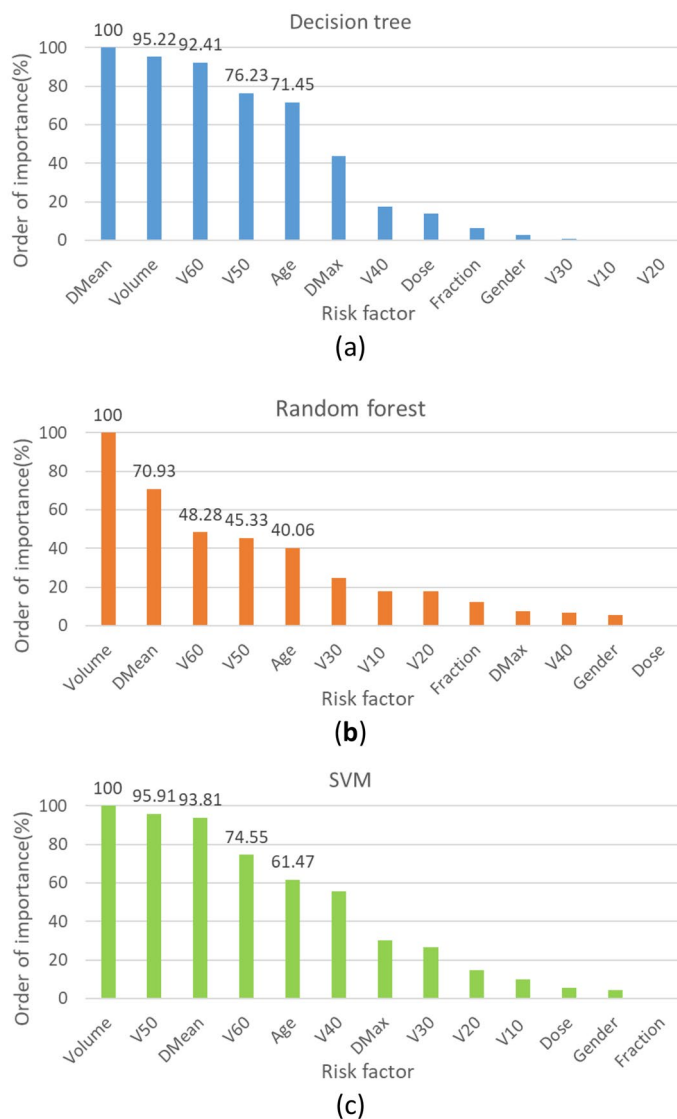 Decision tree
Order of importance(%)
100
80
60
40
20
0
100
95.22
92.41
76.23
71.45
DMean
Volume
V60
V50
Age
DMax
V40
Dose
Fraction
Gender
V30
V10
V20
Risk factor
(a)
Random forest
Order of importance(%)
100
80
60
40
20
0
100
70.93
48.28
45.33
40.06
Volume
DMean
V60
V50
Age
V30
V10
V20
Fraction
DMax
V40
Gender
Dose
Risk factor
(b)
SVM
Order of importance(%)
100
80
60
40
20
0
100
95.91
93.81
74.55
61.47
Volume
V50
DMean
V60
Age
V40
DMax
V30
V20
V10
Dose
Gender
Fraction
Risk factor
(c)